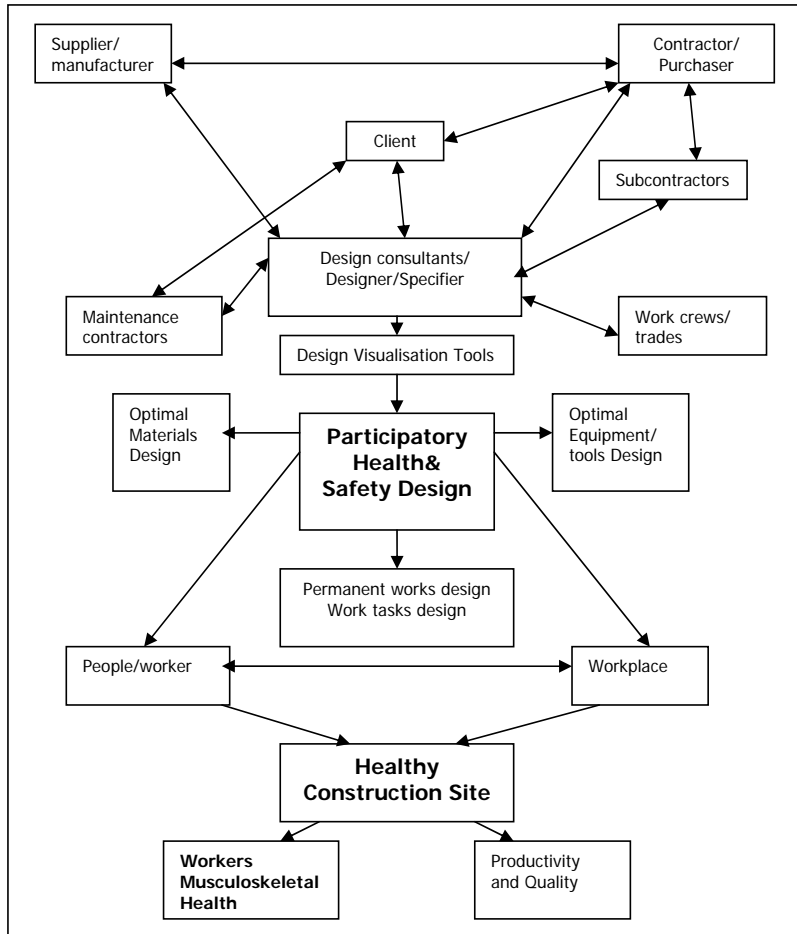 Supplier/
manufacturer
Contractor/
Purchaser
Client
Subcontractors
Design consultants/
Designer/Specifier
Maintenance
contractors
Work crews/
trades
Design Visualisation Tools
Optimal
Materials
Design
Participatory
Health&
Safety Design
Optimal
Equipment/
tools Design
Permanent works design
Work tasks design
People/worker
Workplace
Healthy
Construction Site
Workers
Musculoskeletal
Health
Productivity
and Quality